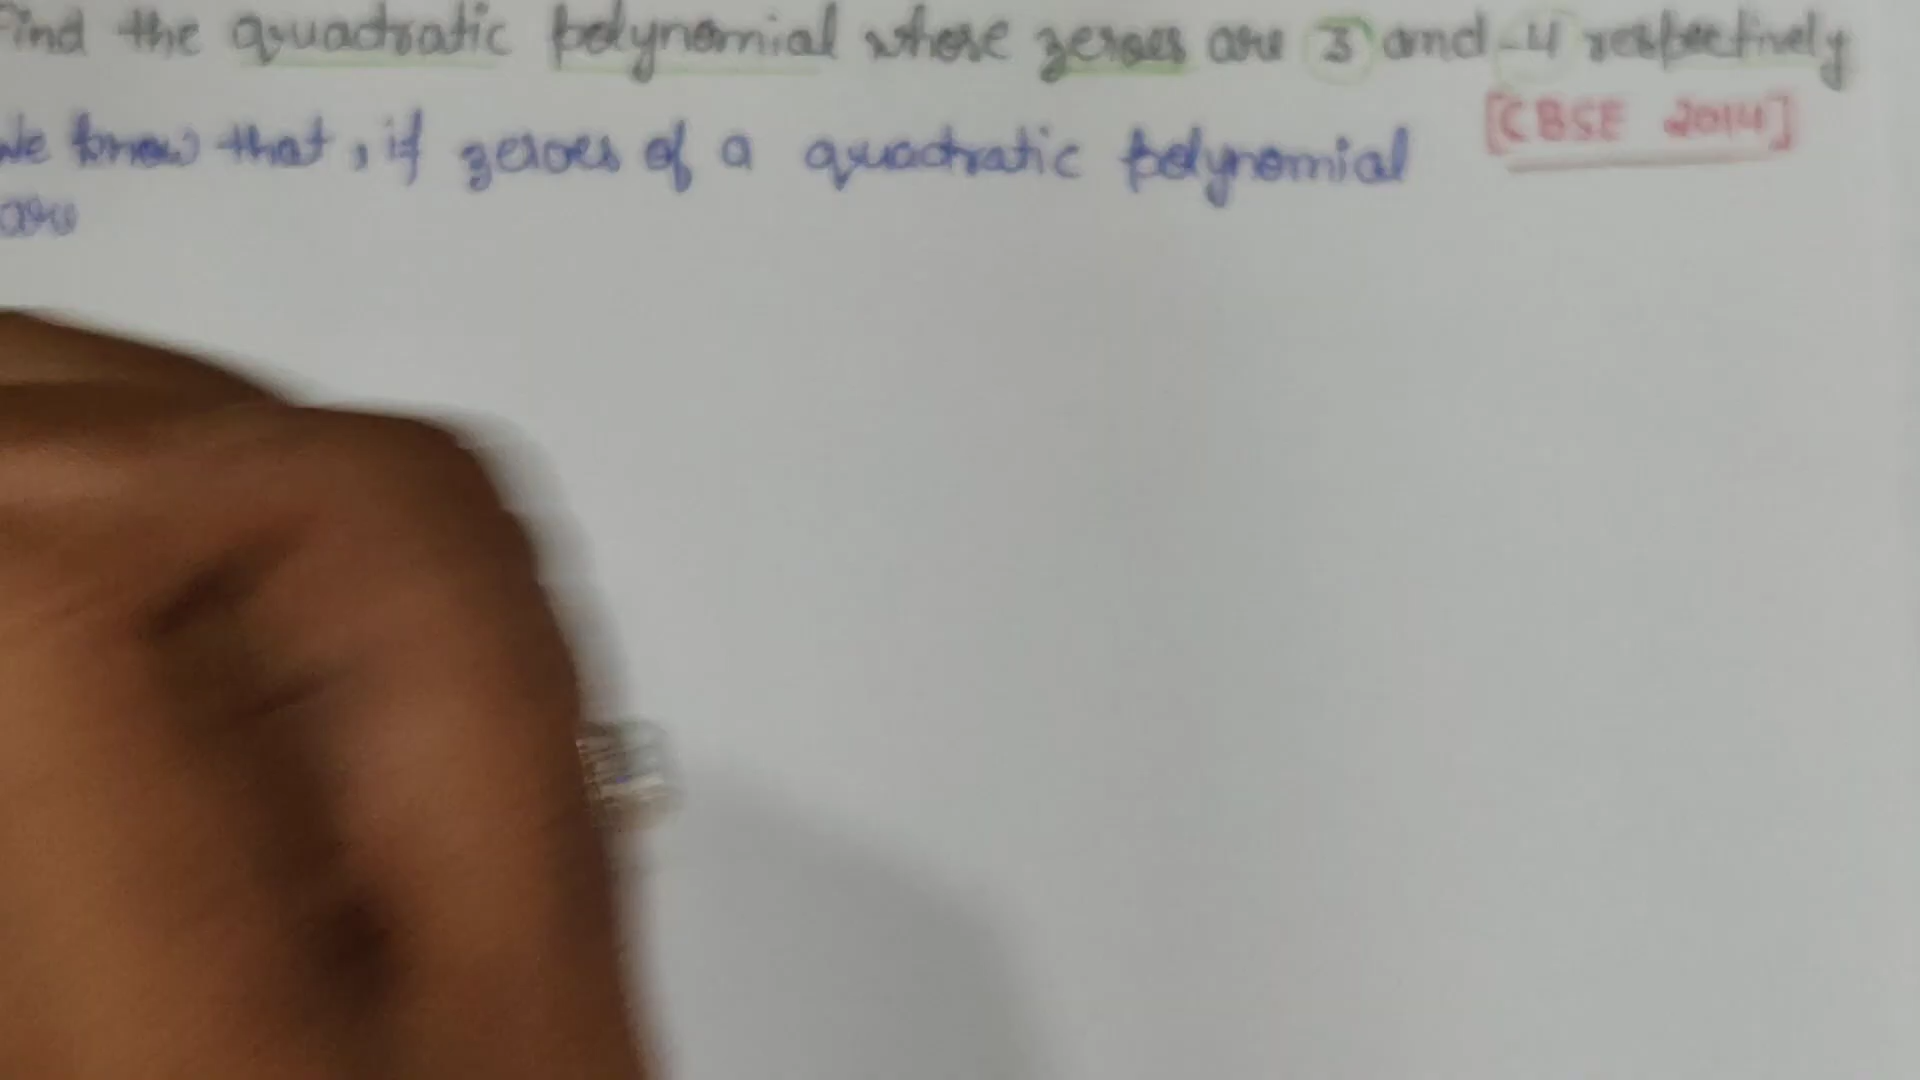 Find the quadratic polynomial whose zeroes are 3 and -4 respectively
[CBSE 2014]
We know that, if zeroes of a quadratic polynomial
are